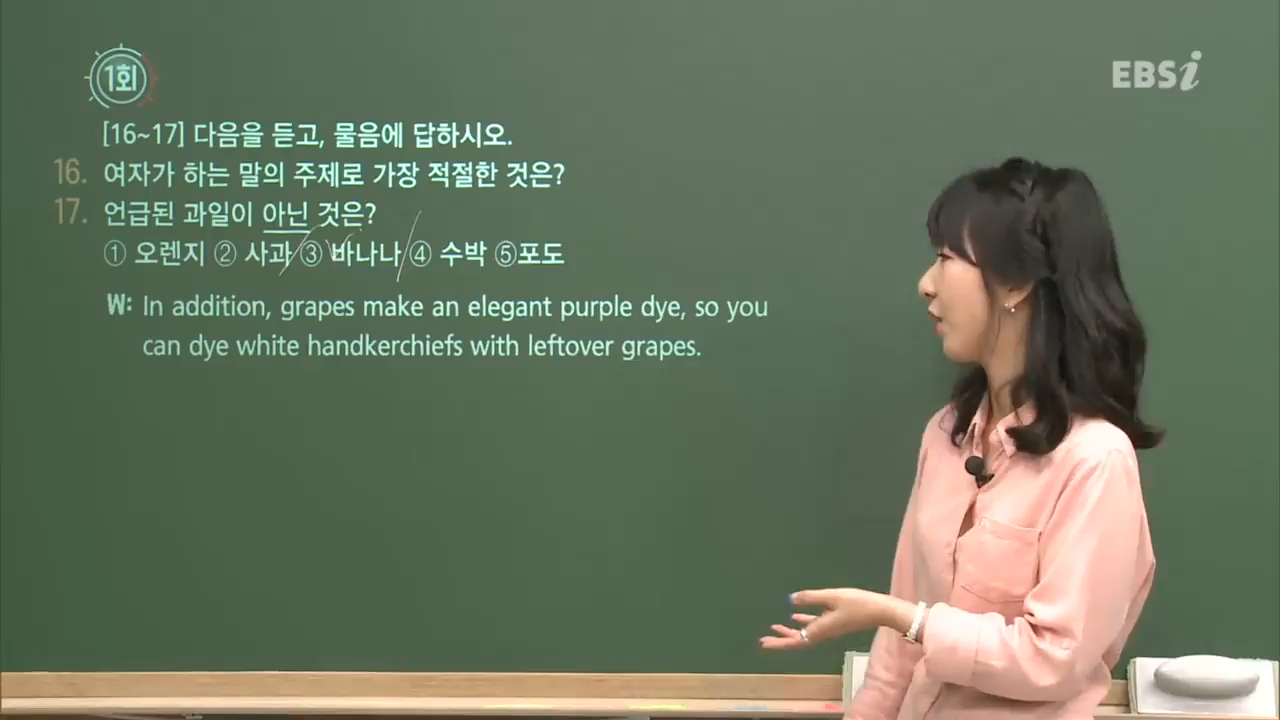 1회
EBSi
[16~17] 다음을 듣고, 물음에 답하시오.
16. 여자가 하는 말의 주제로 가장 적절한 것은?
17. 언급된 과일이 아닌 것은?
① 오렌지 ② 사과 ③ 바나나 ④ 수박 ⑤포도
W: In addition, grapes make an elegant purple dye, so you
can dye white handkerchiefs with leftover grapes.